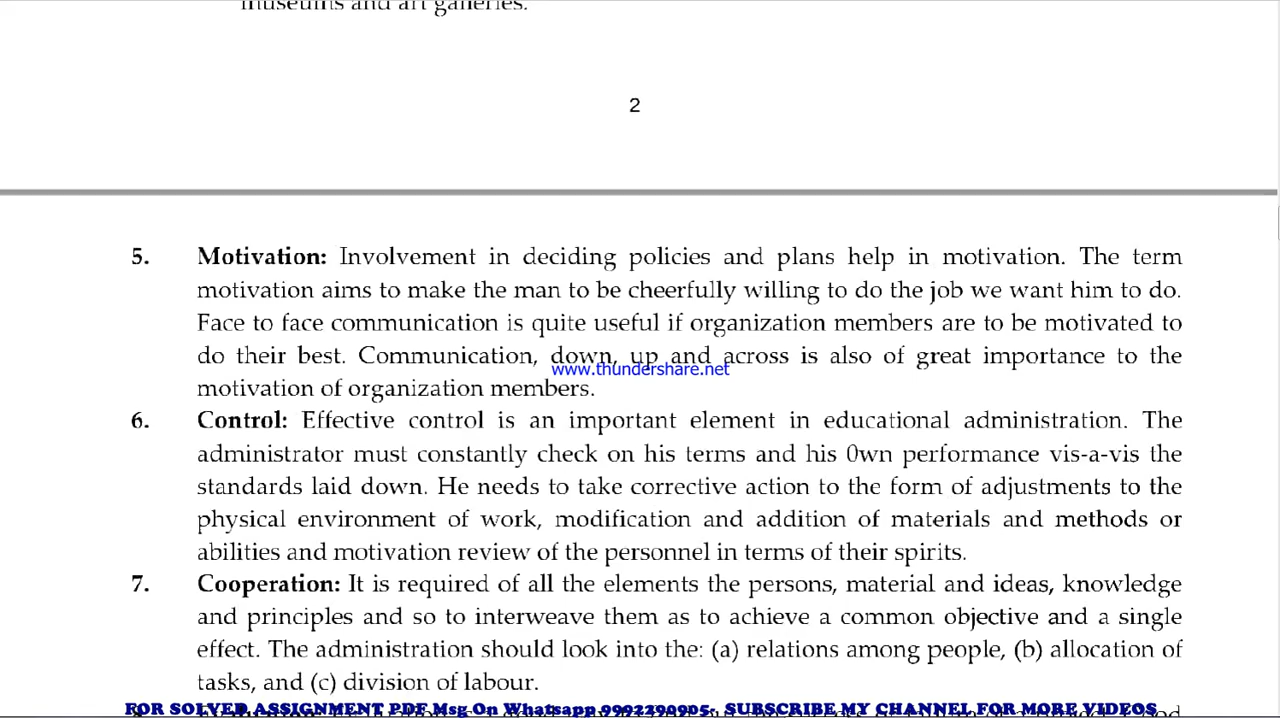 museums and art galleries.
2
5. Motivation: Involvement in deciding policies and plans help in motivation. The term
motivation aims to make the man to be cheerfully willing to do the job we want him to do.
Face to face communication is quite useful if organization members are to be motivated to
do their best. Communication, down, up and across is also of great importance to the
www.thundershare.net
motivation of organization members.
6. Control: Effective control is an important element in educational administration. The
administrator must constantly check on his terms and his 0wn performance vis-a-vis the
standards laid down. He needs to take corrective action to the form of adjustments to the
physical environment of work, modification and addition of materials and methods or
abilities and motivation review of the personnel in terms of their spirits.
7. Cooperation: It is required of all the elements the persons, material and ideas, knowledge
and principles and so to interweave them as to achieve a common objective and a single
effect. The administration should look into the: (a) relations among people, (b) allocation of
tasks, and (c) division of labour.
FOR SOLVED ASSIGNMENT PDF Msg On Whatsapp 9992290905- SUBSCRIBE MY CHANNEL FOR MORE VIDEOS